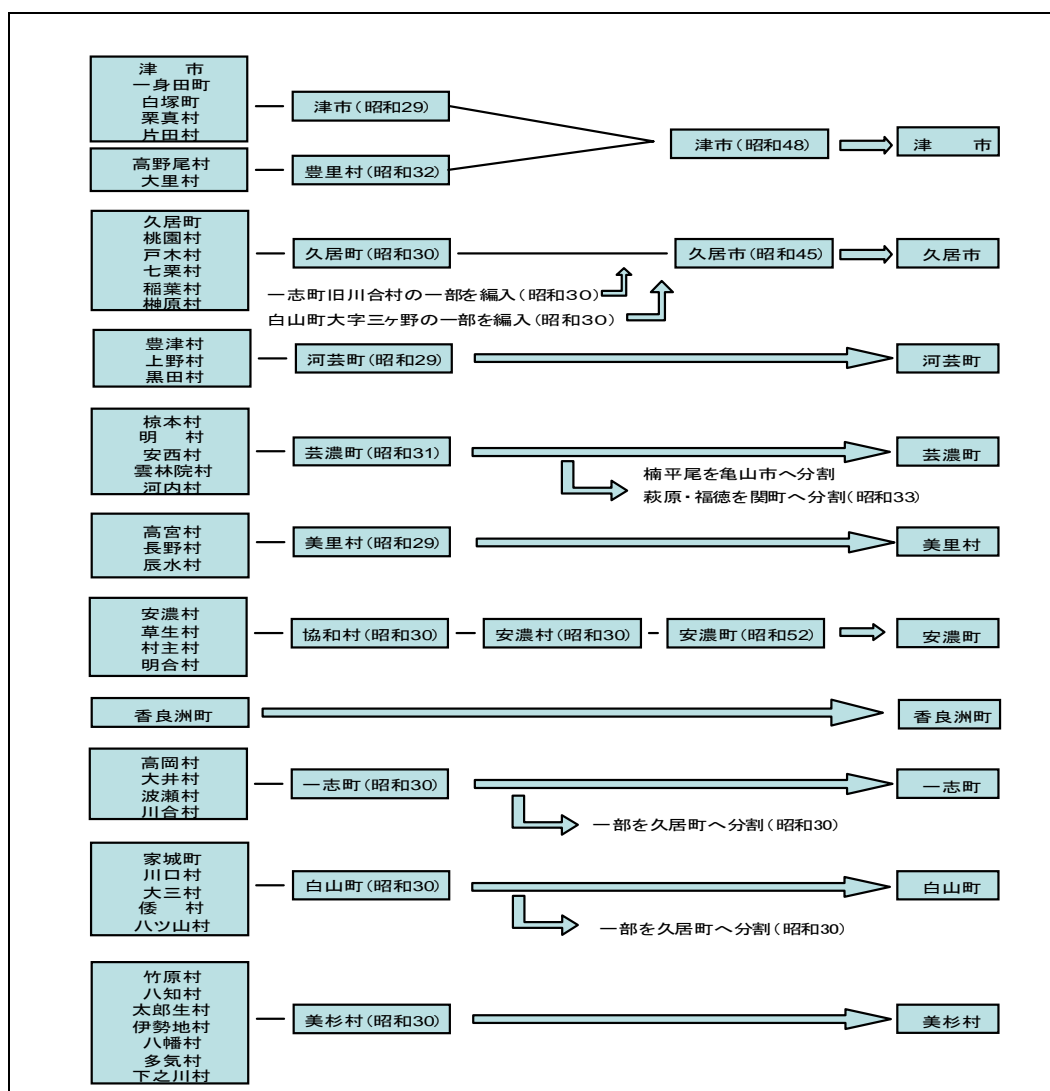 津　市
一身田町
白塚町
栗真村
片田村
津市(昭和29)
高野尾村
大里村
豊里村(昭和32)
津市(昭和48)
津　市
久居町
桃園村
戸木村
七栗村
稲葉村
榊原村
久居町(昭和30)
久居市(昭和45)
久居市
一志町旧川合村の一部を編入(昭和30)
白山町大字三ヶ野の一部を編入(昭和30)
豊津村
上野村
黒田村
河芸町(昭和29)
河芸町
椋本村
明　村
安西村
雲林院村
河内村
芸濃町(昭和31)
芸濃町
楠平尾を亀山市へ分割
萩原・福徳を関町へ分割(昭和33)
高宮村
長野村
辰水村
美里村(昭和29)
美里村
安濃村
草生村
村主村
明合村
協和村(昭和30)
安濃村(昭和30)
安濃町(昭和52)
安濃町
香良洲町
香良洲町
高岡村
大井村
波瀬村
川合村
一志町(昭和30)
一志町
一部を久居町へ分割(昭和30)
家城町
川口村
大三村
倭　村
八ツ山村
白山町(昭和30)
白山町
一部を久居町へ分割(昭和30)
竹原村
八知村
太郎生村
伊勢地村
八幡村
多気村
下之川村
美杉村(昭和30)
美杉村